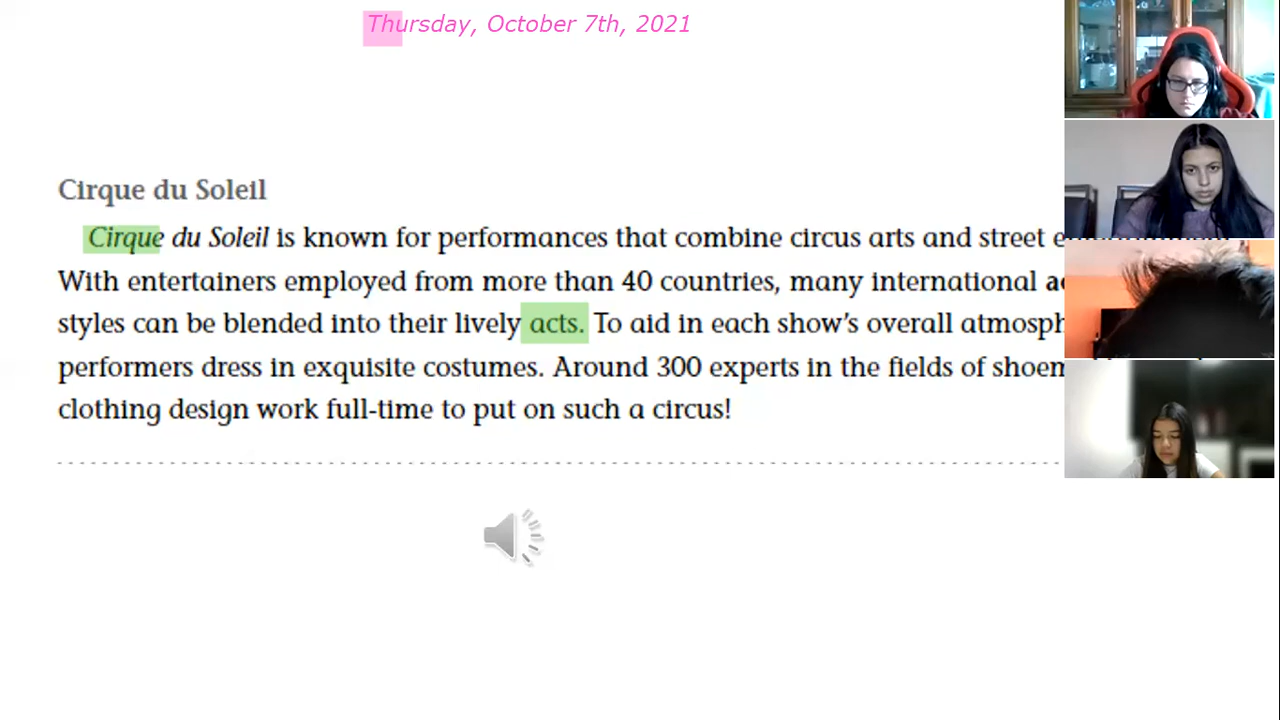 Thursday, October 7th, 2021
Cirque du Soleil
Cirque du Soleil is known for performances that combine circus arts and street
With entertainers employed from more than 40 countries, many international
styles can be blended into their lively acts. To aid in each show's overall
performers dress in exquisite costumes. Around 300 experts in the fields of
clothing design work full-time to put on such a circus!